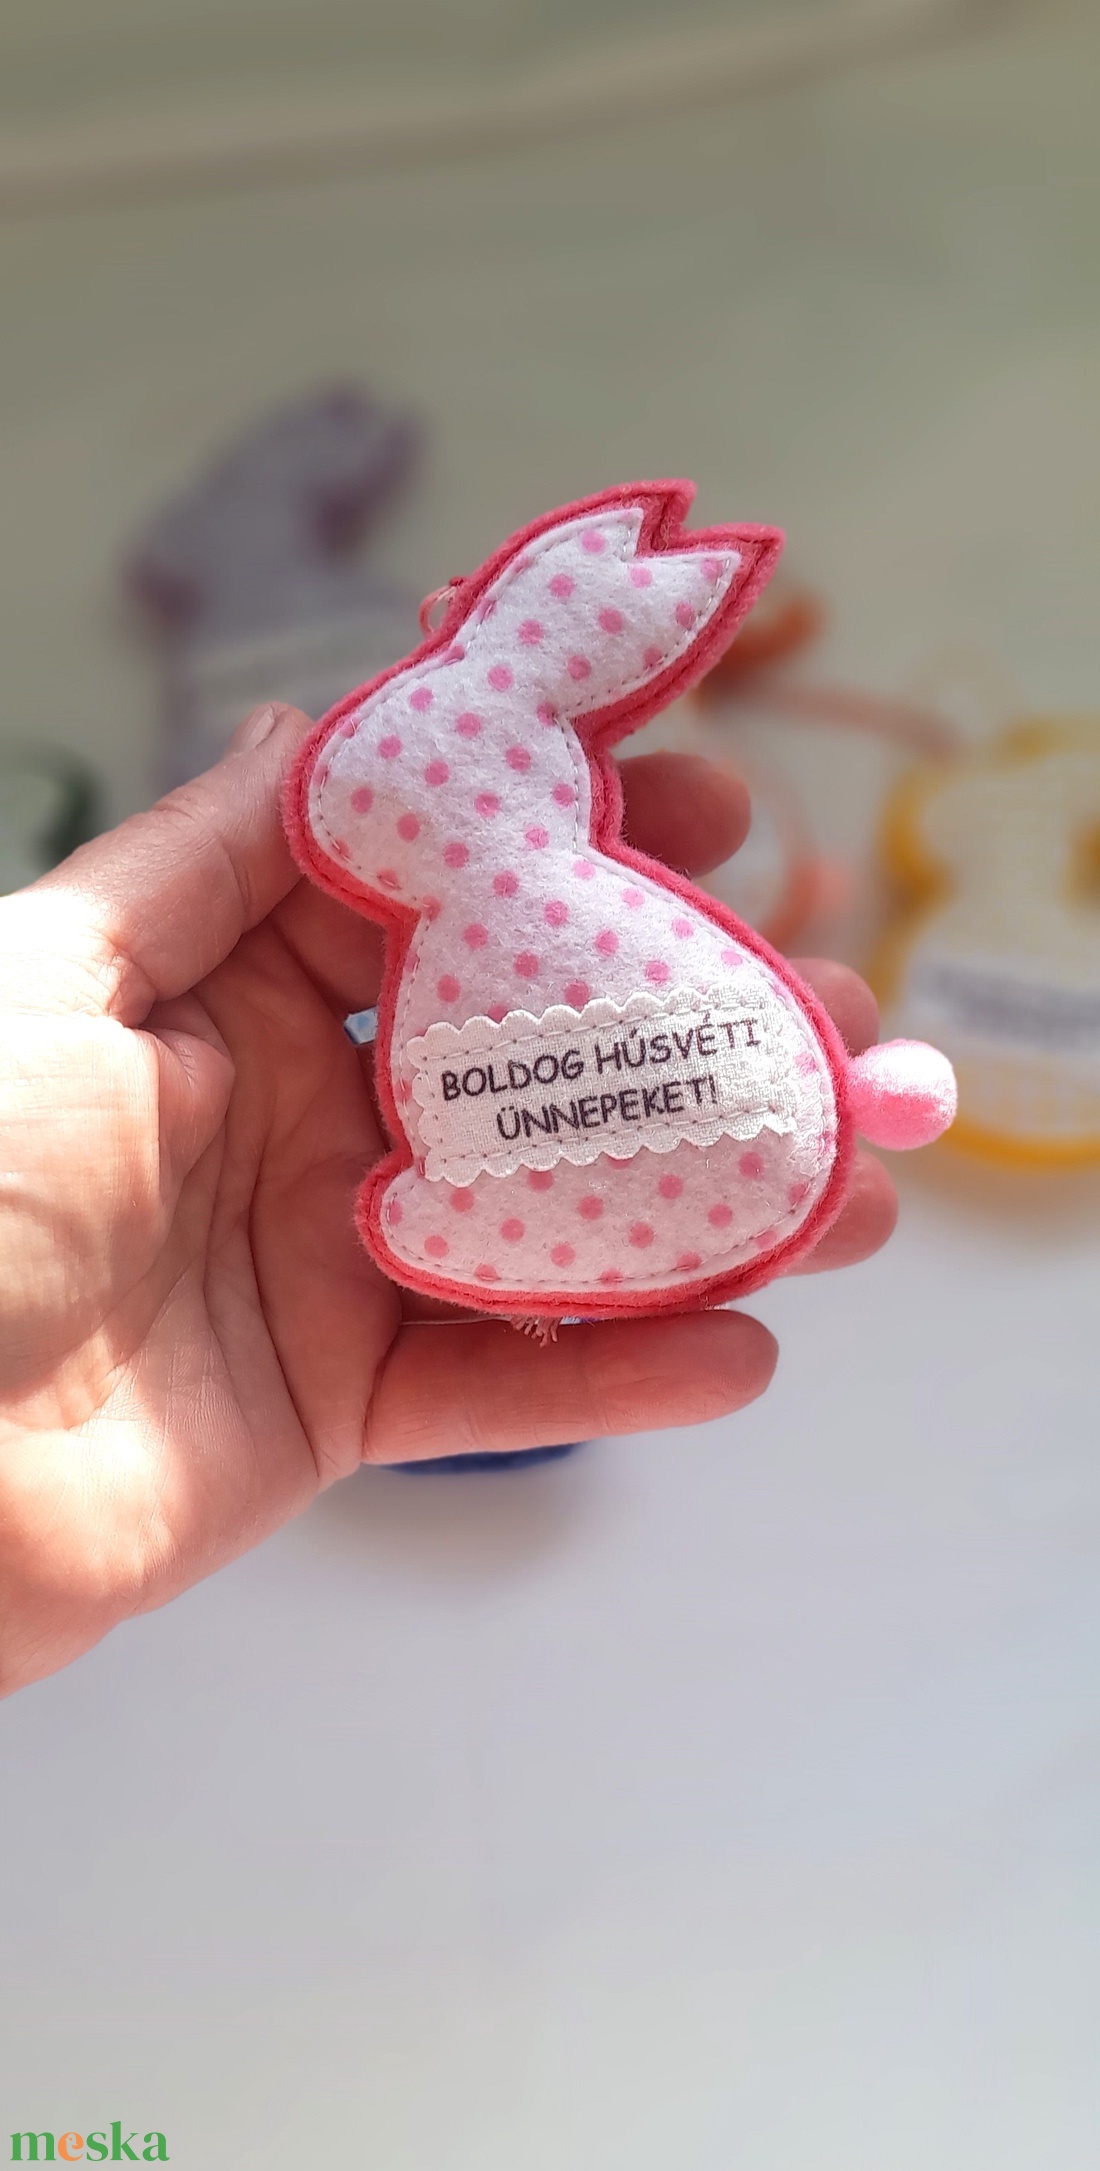 BOLDOG HÚSVÉTI
ÜNNEPEKET!
meska